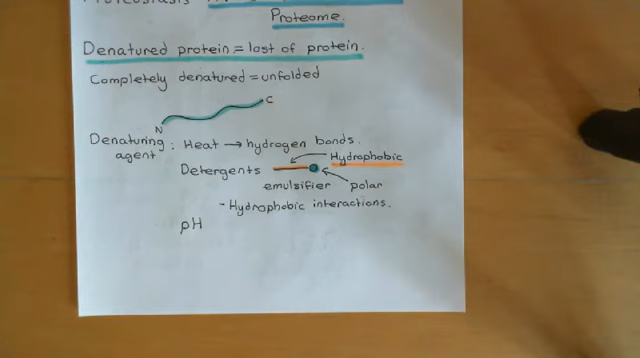 Proteome.
Denatured protein = lost of protein.
Completely denatured = unfolded
N C
Denaturing agent : Heat → hydrogen bonds.
Hydrophobic
Detergents
emulsifier polar
- Hydrophobic interactions.
pH